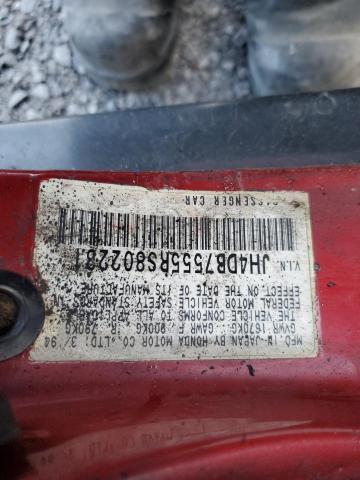 MFD. IN JAPAN BY HONDA MOTOR CO., LTD; 3/94
GVWR 1670KG GAWR F 900KG R 790KG
THE VEHICLE CONFORMS TO ALL APPLICABLE
FEDERAL MOTOR VEHICLE SAFETY STANDARDS IN
EFFECT ON THE DATE OF ITS MANUFACTURE
V.I.N. JH4DB7555RS802281
PASSENGER CAR